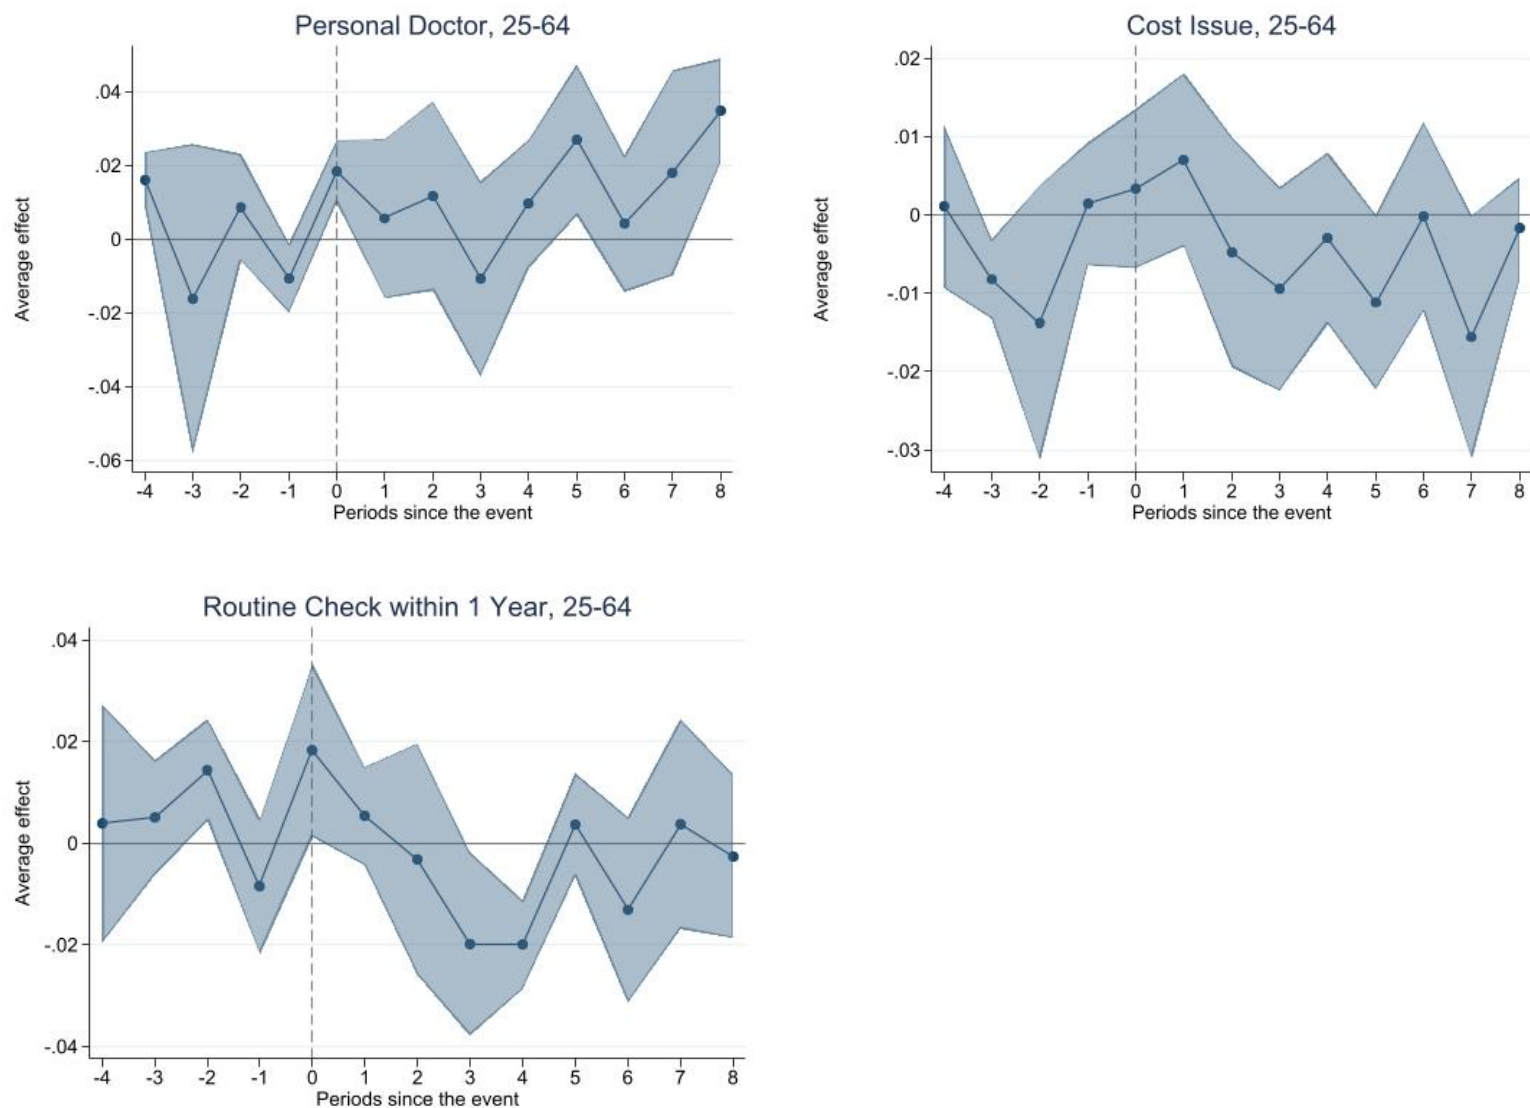 Personal Doctor, 25-64
Average effect
.04
.02
0
-.02
-.04
-.06
-4 -3 -2 -1 0 1 2 3 4 5 6 7 8
Periods since the event
Cost Issue, 25-64
Average effect
.02
.01
0
-.01
-.02
-.03
-4 -3 -2 -1 0 1 2 3 4 5 6 7 8
Periods since the event
Routine Check within 1 Year, 25-64
Average effect
.04
.02
0
-.02
-.04
-4 -3 -2 -1 0 1 2 3 4 5 6 7 8
Periods since the event